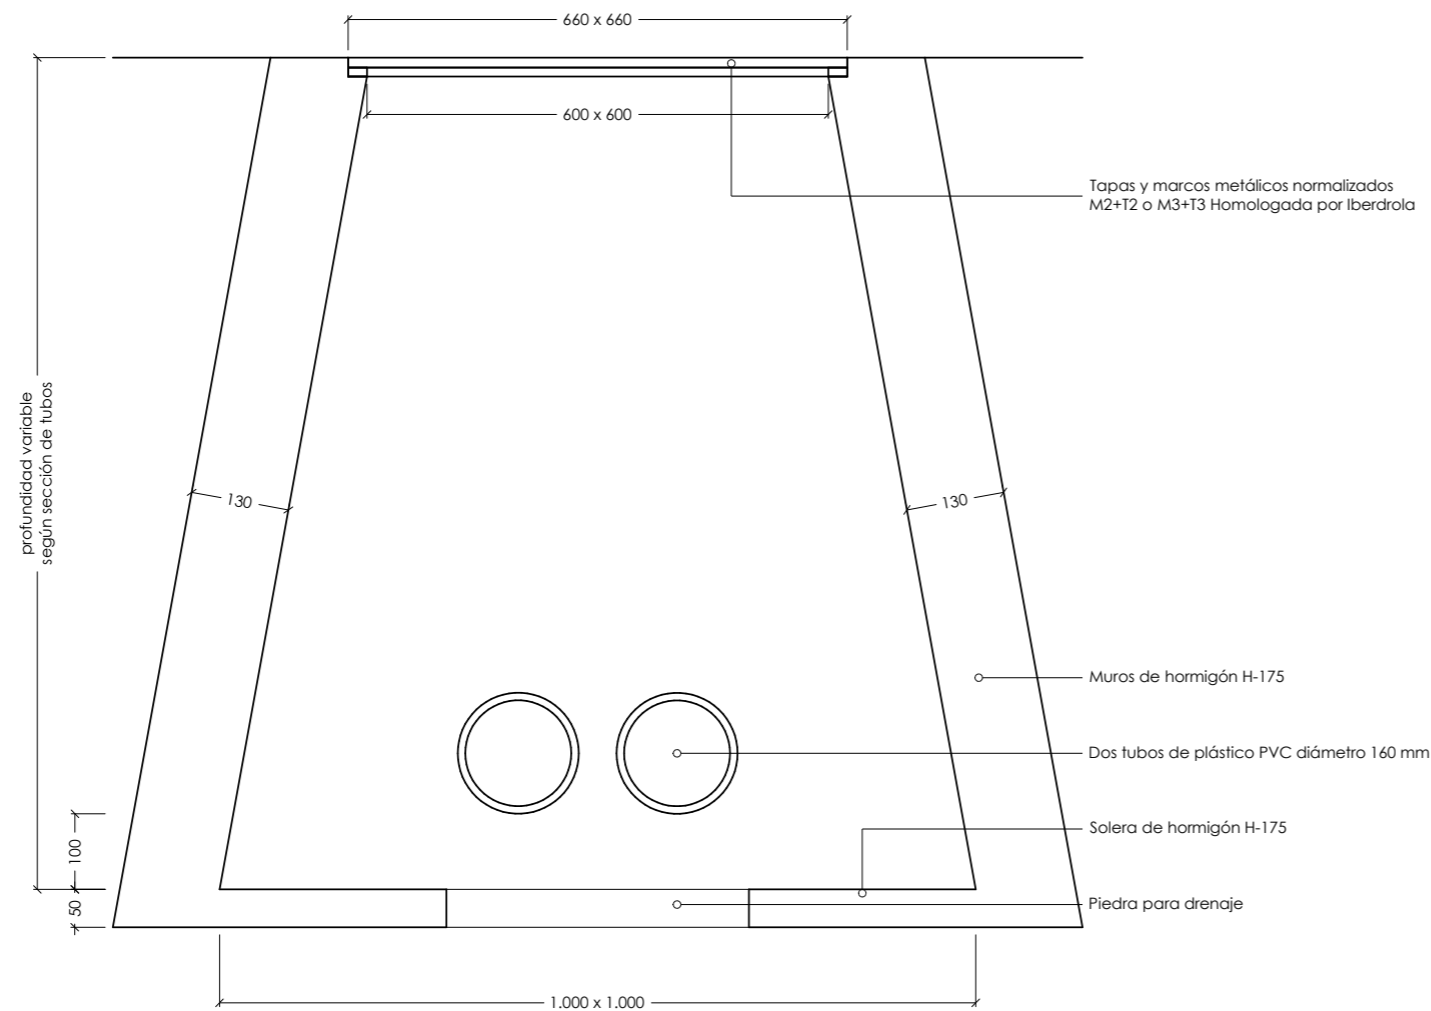 660 x 660
600 x 600
Tapas y marcos metálicos normalizados
M2+T2 o M3+T3 Homologada por Iberdrola
profundidad variable
según sección de tubos
130
130
Muros de hormigón H-175
Dos tubos de plástico PVC diámetro 160 mm
Solera de hormigón H-175
100
50
Piedra para drenaje
1.000 x 1.000